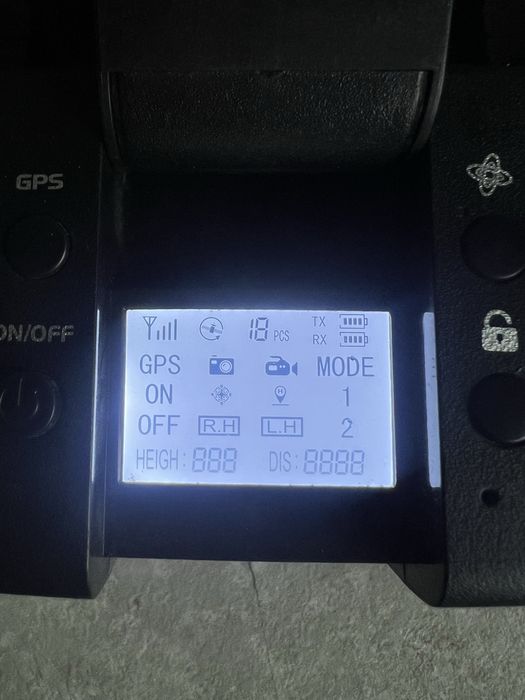 GPS
ON/OFF
18 PCS TX
RX
GPS MODE
ON H 1
OFF R.H L.H 2
HEIGH: 888 DIS: 8888